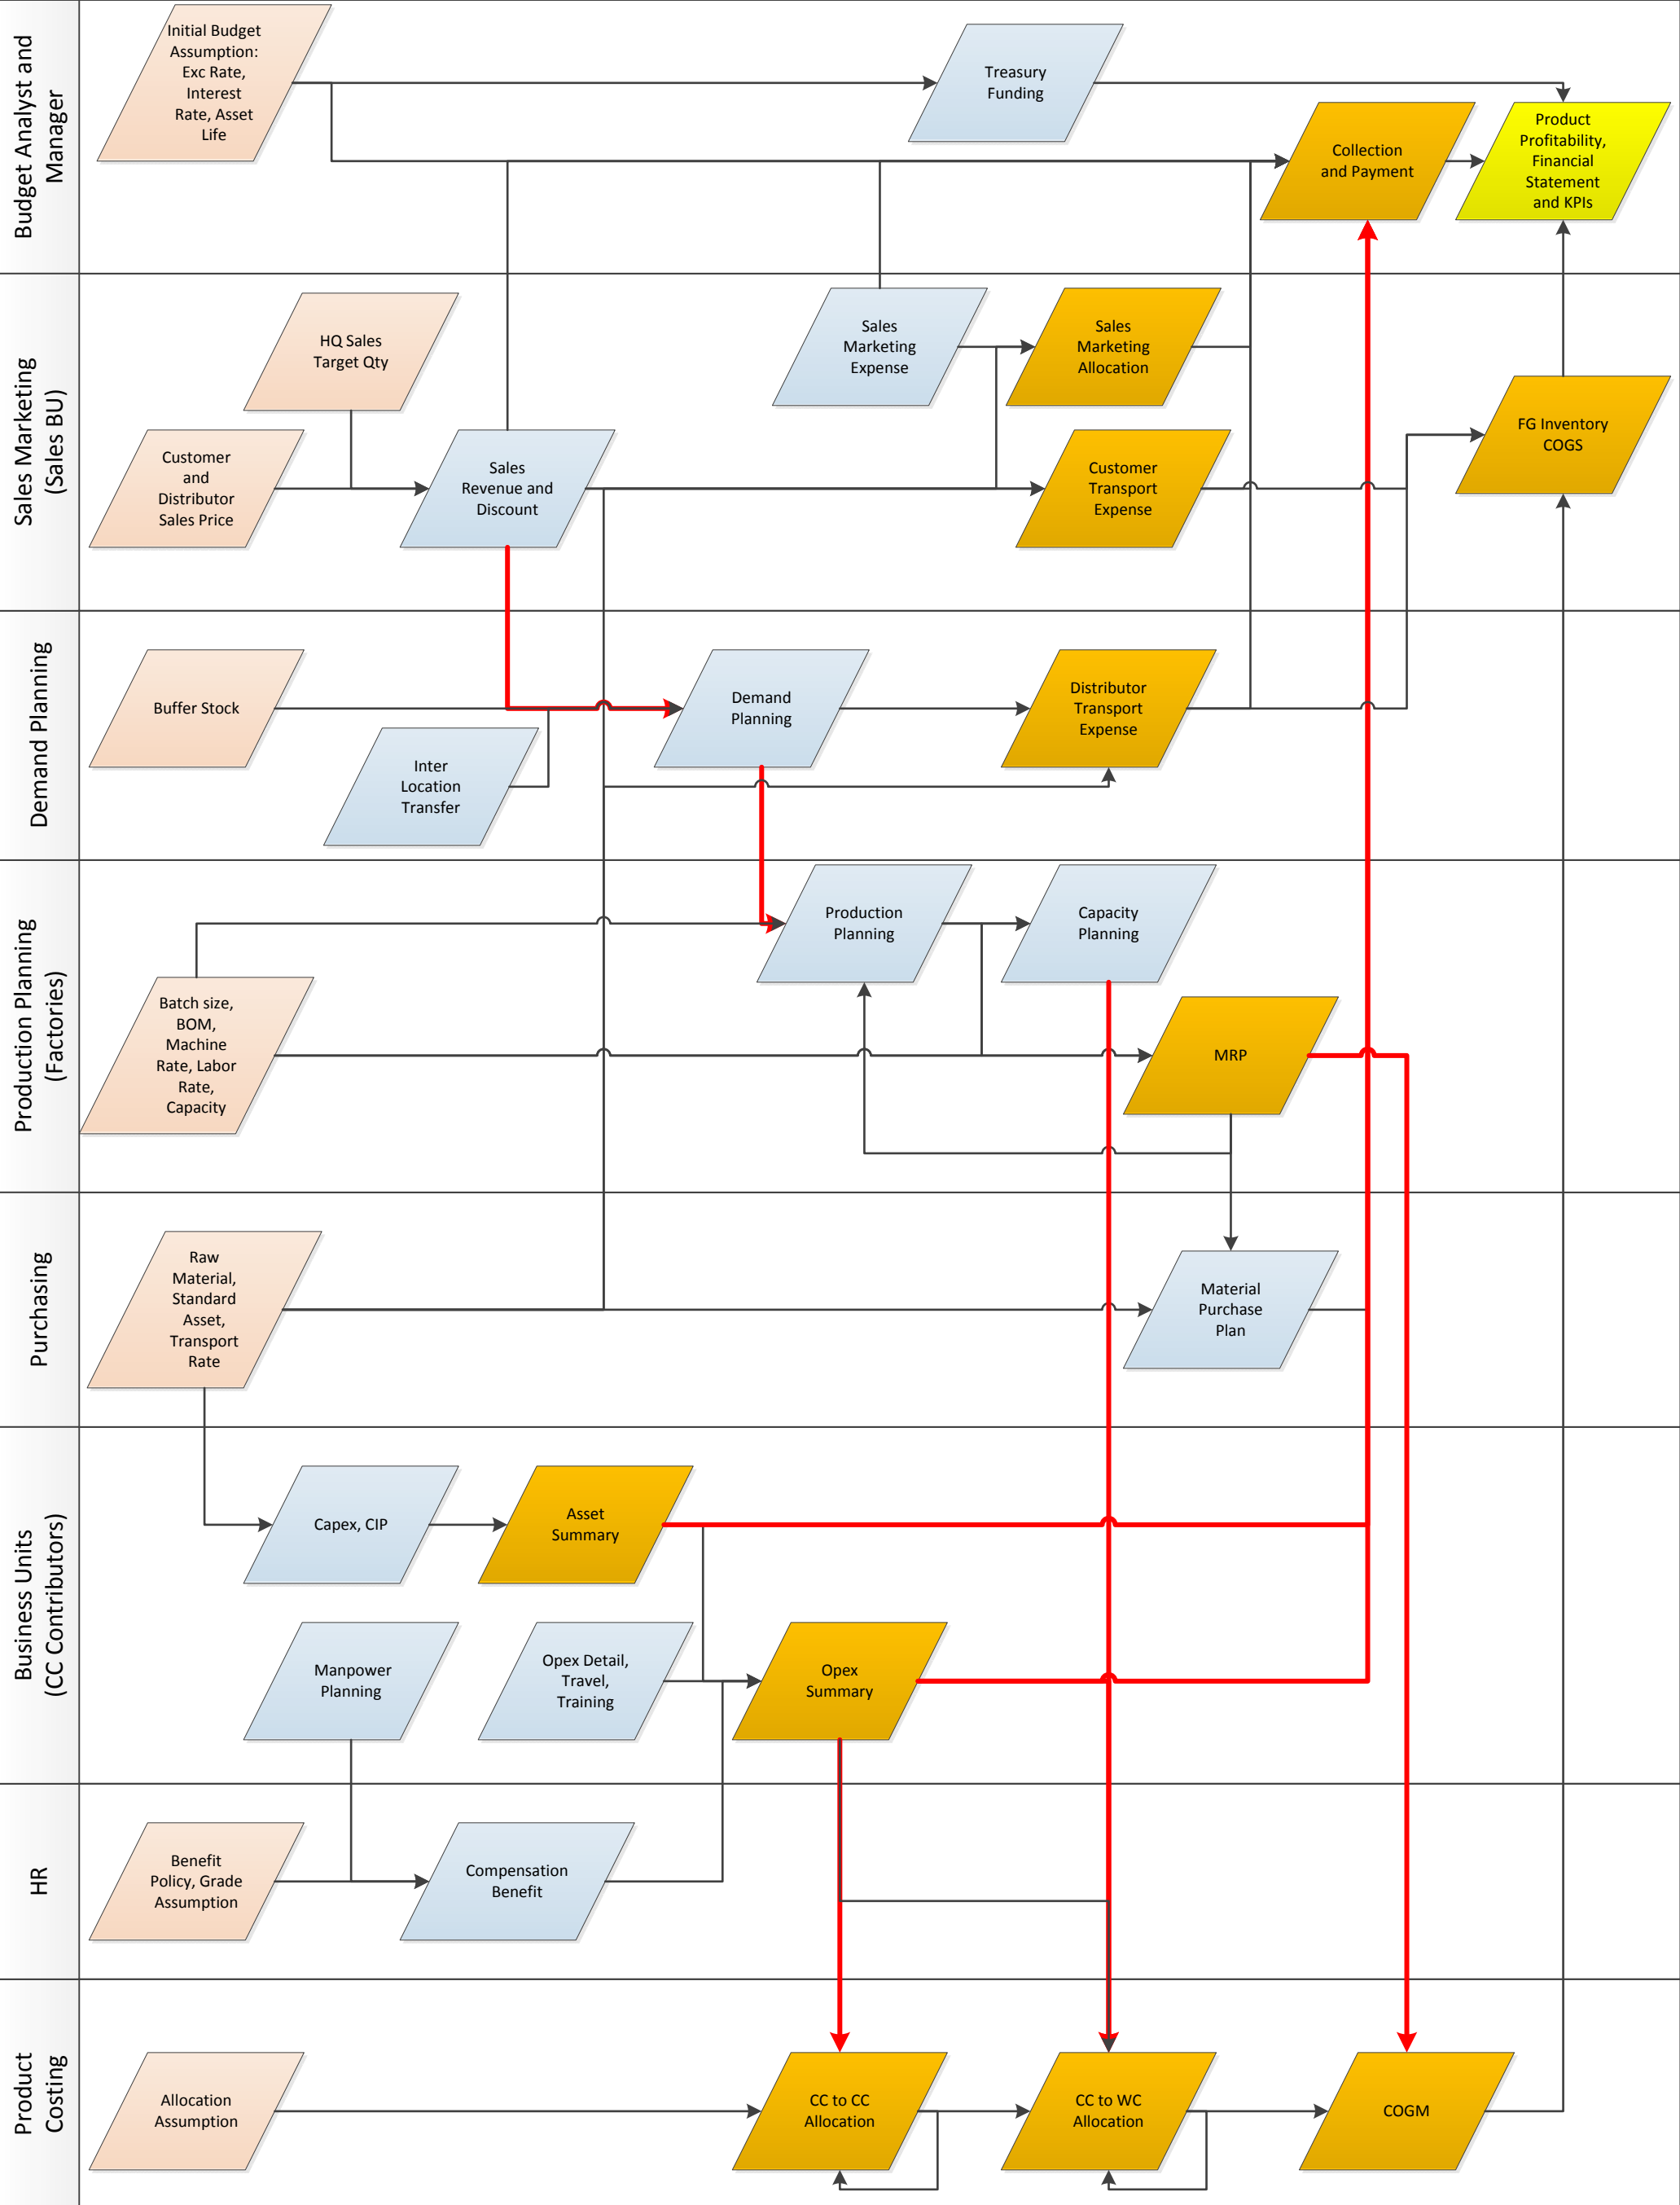 Budget Analyst and
Manager
Initial Budget
Assumption:
Exc Rate,
Interest
Rate, Asset
Life
Treasury
Funding
Collection
and Payment
Product
Profitability,
Financial
Statement
and KPIs
Sales Marketing
(Sales BU)
HQ Sales
Target Qty
Customer
and
Distributor
Sales Price
Sales
Revenue and
Discount
Sales
Marketing
Expense
Sales
Marketing
Allocation
Customer
Transport
Expense
FG Inventory
COGS
Demand Planning
Buffer Stock
Inter
Location
Transfer
Demand
Planning
Distributor
Transport
Expense
Production Planning
(Factories)
Batch size,
BOM,
Machine
Rate, Labor
Rate,
Capacity
Production
Planning
Capacity
Planning
MRP
Purchasing
Raw
Material,
Standard
Asset,
Transport
Rate
Material
Purchase
Plan
Business Units
(CC Contributors)
Capex, CIP
Asset
Summary
Manpower
Planning
Opex Detail,
Travel,
Training
Opex
Summary
HR
Benefit
Policy, Grade
Assumption
Compensation
Benefit
Product
Costing
Allocation
Assumption
CC to CC
Allocation
CC to WC
Allocation
COGM